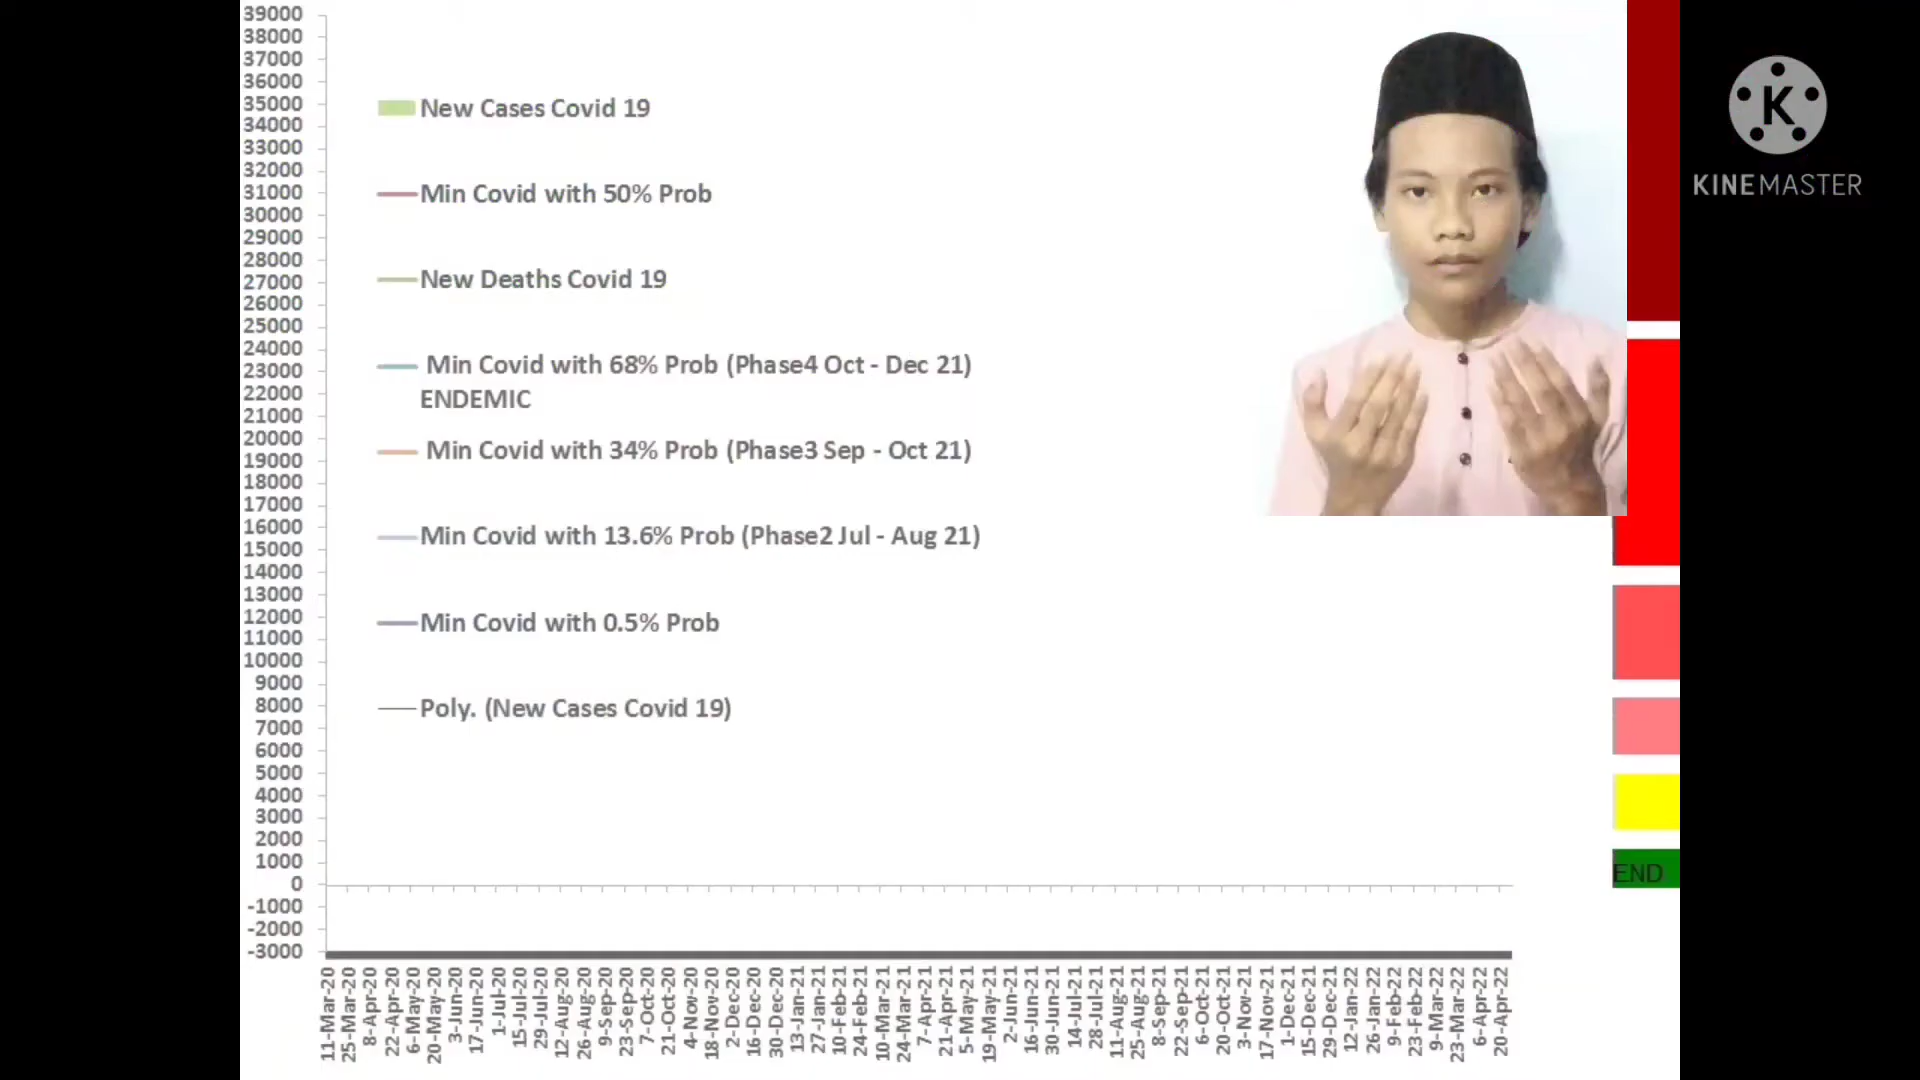 39000
38000
37000
36000
35000
34000
33000
32000
31000
30000
29000
28000
27000
26000
25000
24000
23000
22000
21000
20000
19000
18000
17000
16000
15000
14000
13000
12000
11000
10000
9000
8000
7000
6000
5000
4000
3000
2000
1000
0
-1000
-2000
-3000
New Cases Covid 19
Min Covid with 50% Prob
New Deaths Covid 19
Min Covid with 68% Prob (Phase4 Oct - Dec 21)
ENDEMIC
Min Covid with 34% Prob (Phase3 Sep - Oct 21)
Min Covid with 13.6% Prob (Phase2 Jul - Aug 21)
Min Covid with 0.5% Prob
Poly. (New Cases Covid 19)
K
KINEMASTER
END
11-Mar-20
25-Mar-20
8-Apr-20
22-Apr-20
6-May-20
20-May-20
3-Jun-20
17-Jun-20
1-Jul-20
15-Jul-20
29-Jul-20
12-Aug-20
26-Aug-20
9-Sep-20
23-Sep-20
7-Oct-20
21-Oct-20
4-Nov-20
18-Nov-20
2-Dec-20
16-Dec-20
30-Dec-20
13-Jan-21
27-Jan-21
10-Feb-21
24-Feb-21
10-Mar-21
24-Mar-21
7-Apr-21
21-Apr-21
5-May-21
19-May-21
2-Jun-21
16-Jun-21
30-Jun-21
14-Jul-21
28-Jul-21
11-Aug-21
25-Aug-21
8-Sep-21
22-Sep-21
6-Oct-21
20-Oct-21
3-Nov-21
17-Nov-21
1-Dec-21
15-Dec-21
29-Dec-21
12-Jan-22
26-Jan-22
9-Feb-22
23-Feb-22
9-Mar-22
23-Mar-22
6-Apr-22
20-Apr-22